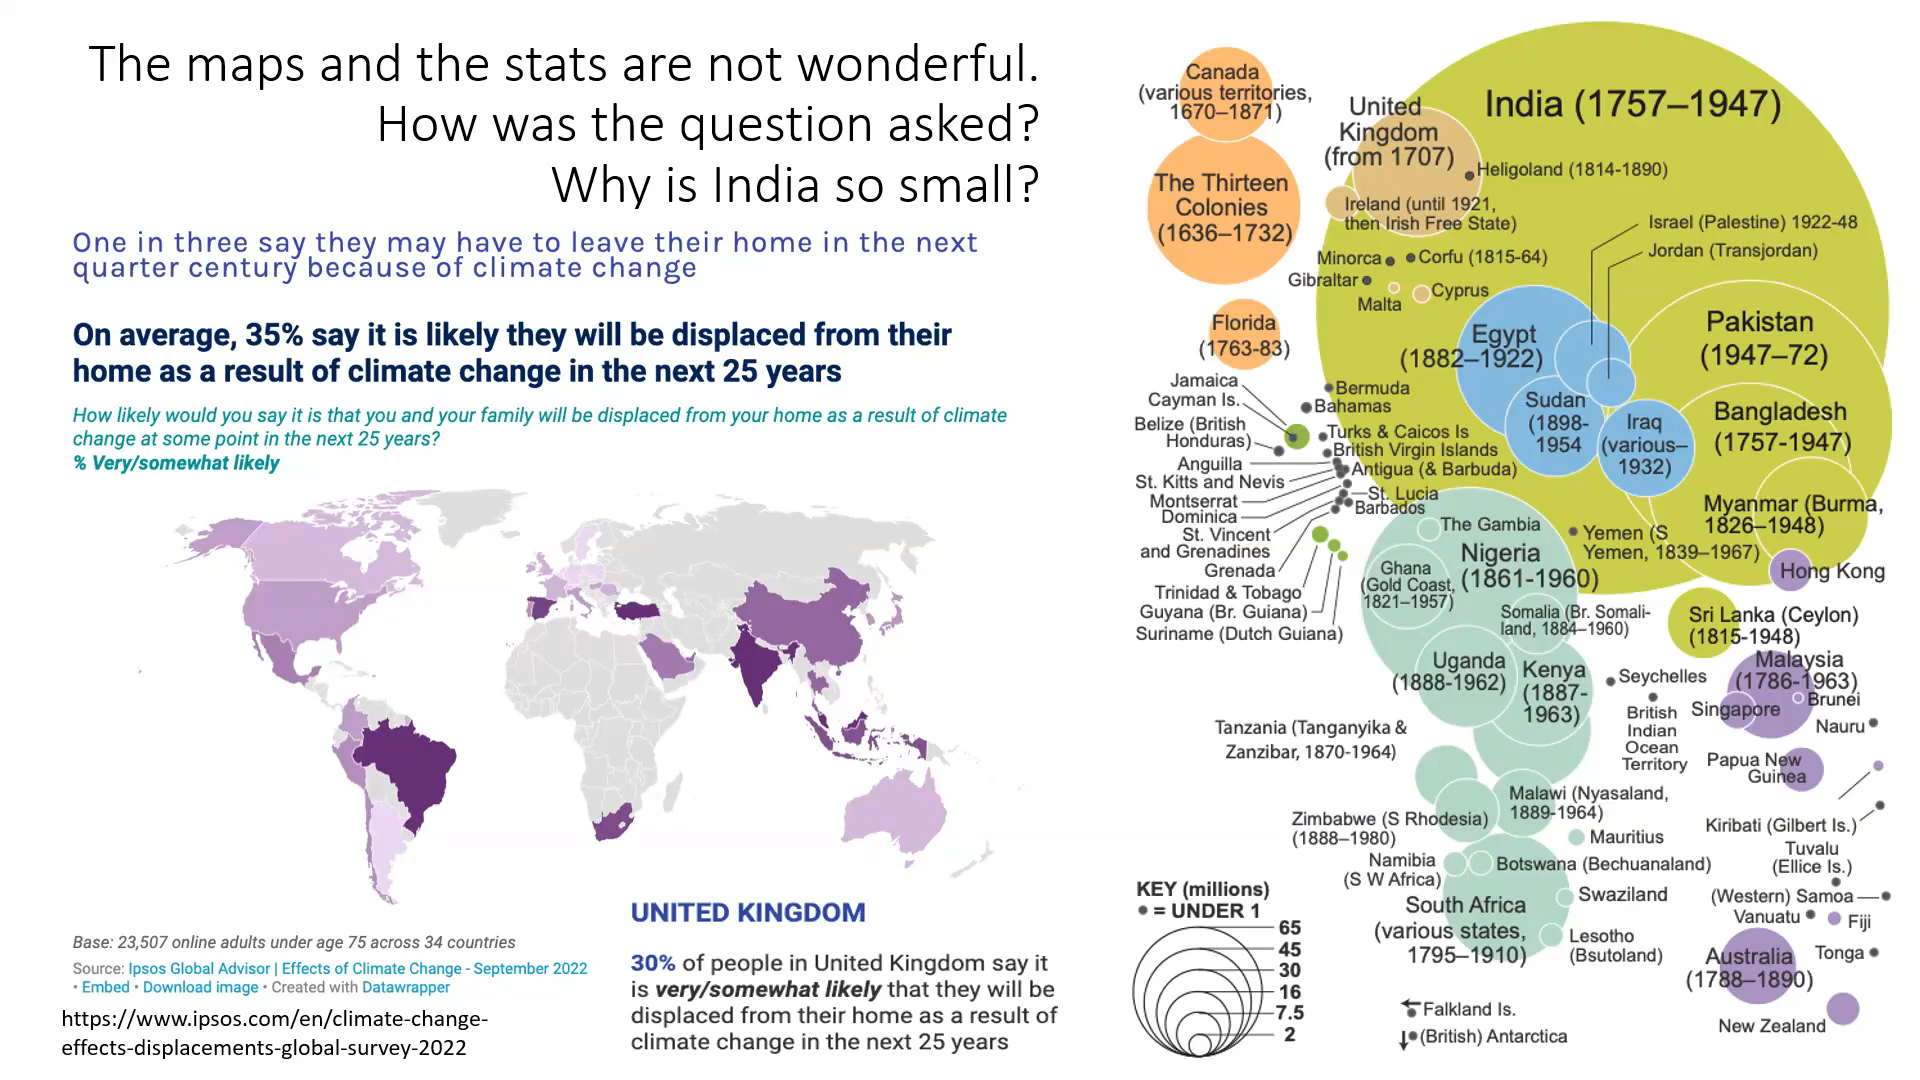 The maps and the stats are not wonderful.
How was the question asked?
Why is India so small?
One in three say they may have to leave their home in the next
quarter century because of climate change
On average, 35% say it is likely they will be displaced from their
home as a result of climate change in the next 25 years
How likely would you say it is that you and your family will be displaced from your home as a result of climate
change at some point in the next 25 years?
% Very/somewhat likely
Base: 23,507 online adults under age 75 across 34 countries
Source: Ipsos Global Advisor | Effects of Climate Change - September 2022
• Embed • Download image • Created with Datawrapper
https://www.ipsos.com/en/climate-change-
effects-displacements-global-survey-2022
UNITED KINGDOM
30% of people in United Kingdom say it
is very/somewhat likely that they will be
displaced from their home as a result of
climate change in the next 25 years
Canada
(various territories,
1670–1871)
The Thirteen
Colonies
(1636–1732)
Florida
(1763-83)
United
Kingdom
(from 1707)
India (1757–1947)
Heligoland (1814-1890)
Ireland (until 1921,
then Irish Free State)
Israel (Palestine) 1922-48
Jordan (Transjordan)
Minorca
Corfu (1815-64)
Gibraltar
Malta
Cyprus
Egypt
(1882–1922)
Pakistan
(1947–72)
Sudan
(1898-
1954
Iraq
(various–
1932)
Bangladesh
(1757-1947)
Myanmar (Burma,
1826–1948)
Jamaica
Cayman Is.
Belize (British
Honduras)
Bermuda
Bahamas
Turks & Caicos Is
British Virgin Islands
Anguilla
Antigua (& Barbuda)
St. Kitts and Nevis
Montserrat
St. Lucia
Dominica
Barbados
St. Vincent
and Grenadines
Grenada
Trinidad & Tobago
Guyana (Br. Guiana)
Suriname (Dutch Guiana)
The Gambia
Nigeria
(1861-1960)
Ghana
(Gold Coast,
1821–1957)
Yemen (S
Yemen, 1839–1967)
Hong Kong
Somalia (Br. Somali-
land, 1884–1960)
Sri Lanka (Ceylon)
(1815-1948)
Uganda
(1888-1962)
Kenya
(1887-
1963)
Seychelles
British
Indian
Ocean
Territory
Malaysia
(1786-1963)
Brunei
Singapore
Nauru
Papua New
Guinea
Tanzania (Tanganyika &
Zanzibar, 1870-1964)
Malawi (Nyasaland,
1889-1964)
Zimbabwe (S Rhodesia)
(1888–1980)
Mauritius
Kiribati (Gilbert Is.)
Tuvalu
(Ellice Is.)
Namibia
(S W Africa)
Botswana (Bechuanaland)
Swaziland
(Western) Samoa
Vanuatu
Fiji
South Africa
(various states,
1795–1910)
Lesotho
(Bsutoland)
Australia
(1788–1890)
Tonga
New Zealand
Falkland Is.
(British) Antarctica
KEY (millions)
= UNDER 1
65
45
30
16
7.5
2